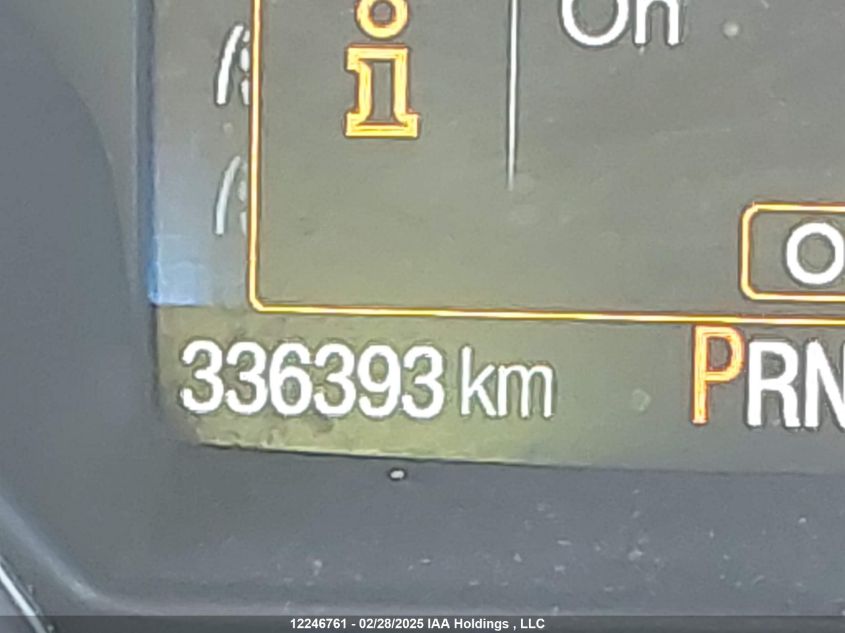 On
336393 km
PRN
12246761 - 02/28/2025 IAA Holdings , LLC